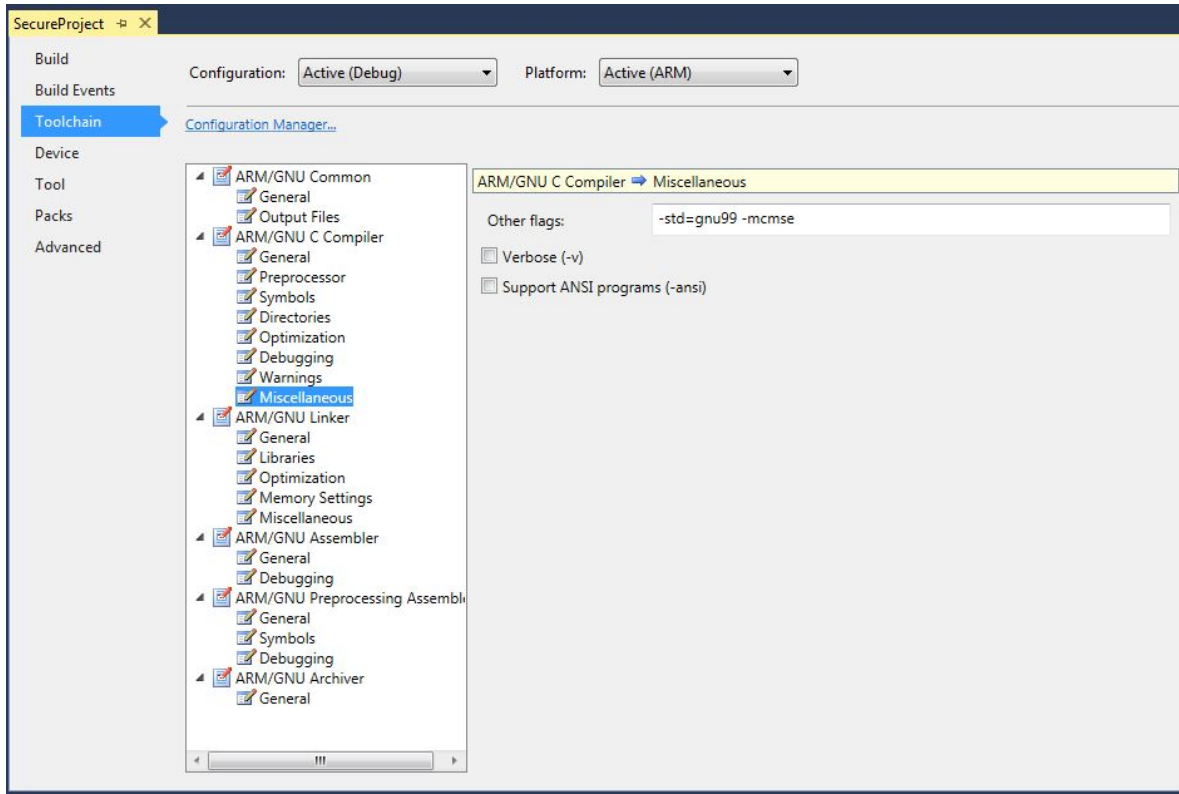 SecureProject
Build
Build Events
Toolchain
Device
Tool
Packs
Advanced
Configuration: Active (Debug) Platform: Active (ARM)
Configuration Manager...
ARM/GNU Common
General
Output Files
ARM/GNU C Compiler
General
Preprocessor
Symbols
Directories
Optimization
Debugging
Warnings
Miscellaneous
ARM/GNU Linker
General
Libraries
Optimization
Memory Settings
Miscellaneous
ARM/GNU Assembler
General
Debugging
ARM/GNU Preprocessing Assemble
General
Symbols
Debugging
ARM/GNU Archiver
General
ARM/GNU C Compiler ➡ Miscellaneous
Other flags: -std=gnu99 -mcmse
Verbose (-v)
Support ANSI programs (-ansi)